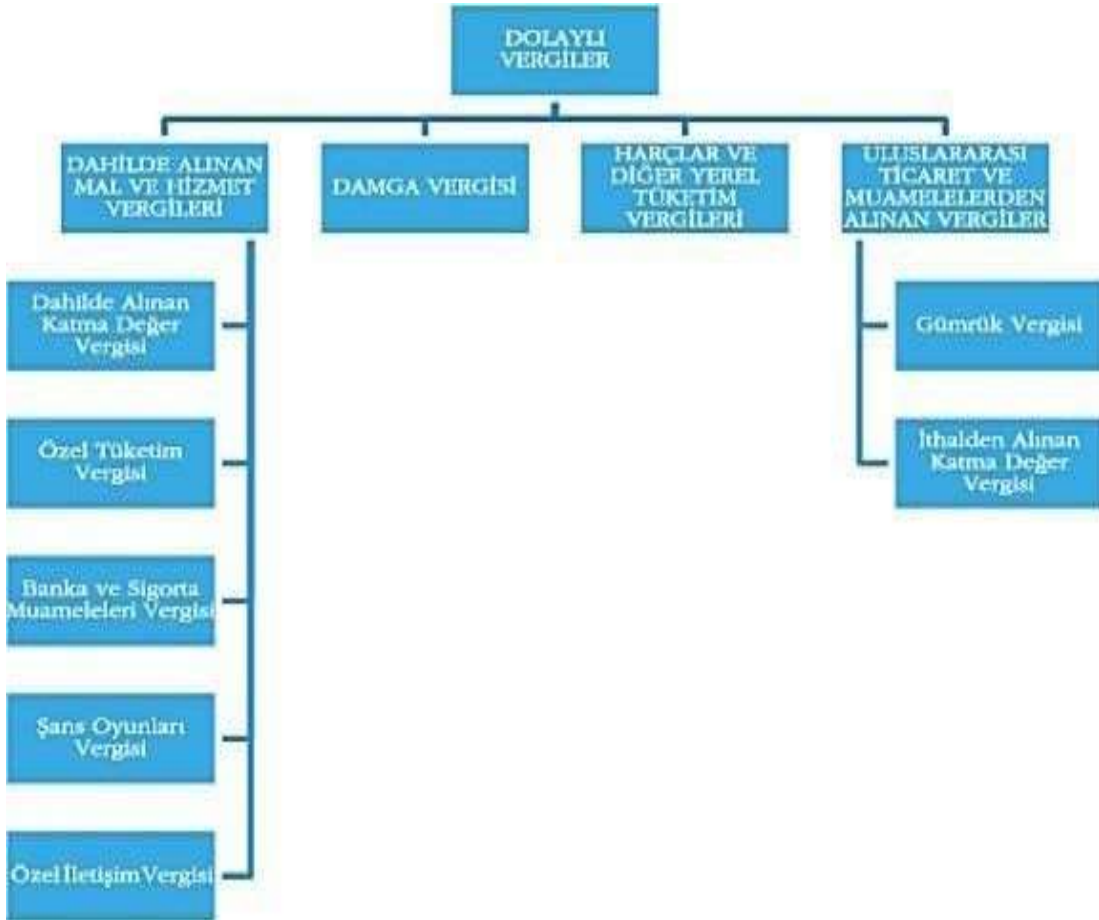 DOLAYLI
VERGİLER
DAHİLDE ALINAN
MAL VE HİZMET
VERGİLERİ
DAMGA VERGİSİ
HARÇLAR VE
DİĞER YEREL
TÜKETİM
VERGİLERİ
ULUSLARARASI
TİCARET VE
MUAMELELERDEN
ALINAN VERGİLER
Dahilde Alınan
Katma Değer
Vergisi
Özel Tüketim
Vergisi
Banka ve Sigorta
Muameleleri Vergisi
Şans Oyunları
Vergisi
Özel İletişim Vergisi
Gümrük Vergisi
İthalden Alınan
Katma Değer
Vergisi